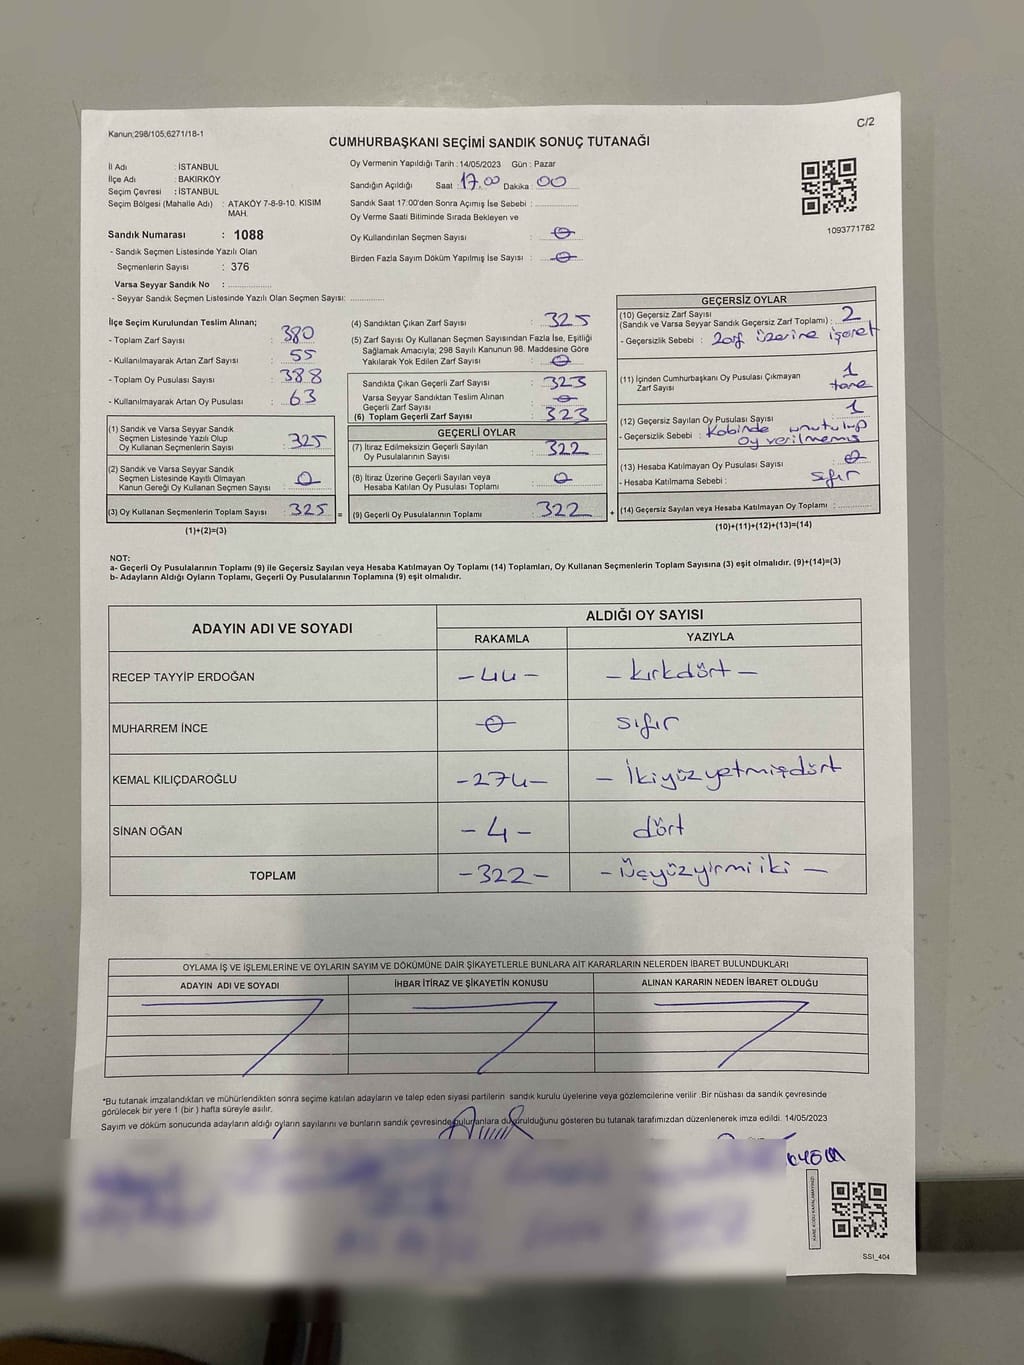 Kanun;298/105;6271/18-1
C/2
CUMHURBAŞKANI SEÇİMİ SANDIK SONUÇ TUTANAĞI
İl Adı : İSTANBUL
İlçe Adı : BAKIRKÖY
Seçim Çevresi : İSTANBUL
Seçim Bölgesi (Mahalle Adı) : ATAKÖY 7-8-9-10. KISIM
MAH.
Sandık Numarası : 1088
- Sandık Seçmen Listesinde Yazılı Olan
Seçmenlerin Sayısı : 376
Varsa Seyyar Sandık No : ..................
- Seyyar Sandık Seçmen Listesinde Yazılı Olan Seçmen Sayısı: .............
Oy Vermenin Yapıldığı Tarih : 14/05/2023 Gün : Pazar
Sandığın Açıldığı Saat : 17.00 Dakika : 00
Sandık Saat 17:00'den Sonra Açımış İse Sebebi : ..................
Oy Verme Saati Bitiminde Sırada Bekleyen ve
Oy Kullandırılan Seçmen Sayısı : 0
Birden Fazla Sayım Döküm Yapılmış İse Sayısı : 0
1093771782
İlçe Seçim Kurulundan Teslim Alınan;
- Toplam Zarf Sayısı : 380
- Kullanılmayarak Artan Zarf Sayısı : 55
- Toplam Oy Pusulası Sayısı : 388
- Kullanılmayarak Artan Oy Pusulası : 63
(1) Sandık ve Varsa Seyyar Sandık
Seçmen Listesinde Yazılı Olup
Oy Kullanan Seçmenlerin Sayısı : 325
(2) Sandık ve Varsa Seyyar Sandık
Seçmen Listesinde Kayıtlı Olmayan
Kanun Gereği Oy Kullanan Seçmen Sayısı : 0
(3) Oy Kullanan Seçmenlerin Toplam Sayısı : 325 =
(1)+(2)=(3)
(4) Sandıktan Çıkan Zarf Sayısı : 325
(5) Zarf Sayısı Oy Kullanan Seçmen Sayısından Fazla İse, Eşitliği
Sağlamak Amacıyla; 298 Sayılı Kanunun 98. Maddesine Göre
Yakılarak Yok Edilen Zarf Sayısı : 0
Sandıkta Çıkan Geçerli Zarf Sayısı : 323
Varsa Seyyar Sandıktan Teslim Alınan
Geçerli Zarf Sayısı : 0
(6) Toplam Geçerli Zarf Sayısı : 323
GEÇERLİ OYLAR
(7) İtiraz Edilmeksizin Geçerli Sayılan
Oy Pusulalarının Sayısı : 322
(8) İtiraz Üzerine Geçerli Sayılan veya
Hesaba Katılan Oy Pusulası Toplamı : 0
(9) Geçerli Oy Pusulalarının Toplamı : 322 +
GEÇERSİZ OYLAR
(10) Geçersiz Zarf Sayısı
(Sandık ve Varsa Seyyar Sandık Geçersiz Zarf Toplamı) : 2
- Geçersizlik Sebebi : Zarf üzerine işaret
(11) İçinden Cumhurbaşkanı Oy Pusulası Çıkmayan
Zarf Sayısı : 1 tane
(12) Geçersiz Sayılan Oy Pusulası Sayısı : 1
- Geçersizlik Sebebi : Kabinde unutulup
oy verilmemiş
(13) Hesaba Katılmayan Oy Pusulası Sayısı : 0
- Hesaba Katılmama Sebebi : sıfır
(14) Geçersiz Sayılan veya Hesaba Katılmayan Oy Toplamı : ............
(10)+(11)+(12)+(13)=(14)
NOT:
a- Geçerli Oy Pusulalarının Toplamı (9) ile Geçersiz Sayılan veya Hesaba Katılmayan Oy Toplamı (14) Toplamları, Oy Kullanan Seçmenlerin Toplam Sayısına (3) eşit olmalıdır. (9)+(14)=(3)
b- Adayların Aldığı Oyların Toplamı, Geçerli Oy Pusulalarının Toplamına (9) eşit olmalıdır.
ADAYIN ADI VE SOYADI
ALDIĞI OY SAYISI
RAKAMLA YAZIYLA
RECEP TAYYİP ERDOĞAN -44- - kırkdört -
MUHARREM İNCE 0 sıfır
KEMAL KILIÇDAROĞLU -274- - İkiyüzyetmişdört
SİNAN OĞAN -4- dört
TOPLAM -322- - Üçyüzyirmiiki -
OYLAMA İŞ VE İŞLEMLERİNE VE OYLARIN SAYIM VE DÖKÜMÜNE DAİR ŞİKAYETLERLE BUNLARA AİT KARARLARIN NELERDEN İBARET BULUNDUKLARI
ADAYIN ADI VE SOYADI İHBAR İTİRAZ VE ŞİKAYETİN KONUSU ALINAN KARARIN NEDEN İBARET OLDUĞU
*Bu tutanak imzalandıktan ve mühürlendikten sonra seçime katılan adayların ve talep eden siyasi partilerin sandık kurulu üyelerine veya gözlemcilerine verilir .Bir nüshası da sandık çevresinde
görülecek bir yere 1 (bir ) hafta süreyle asılır.
Sayım ve döküm sonucunda adayların aldığı oyların sayılarını ve bunların sandık çevresinde bulunanlara duyurulduğunu gösteren bu tutanak tarafımızdan düzenlenerek imza edildi. 14/05/2023
SSI_404